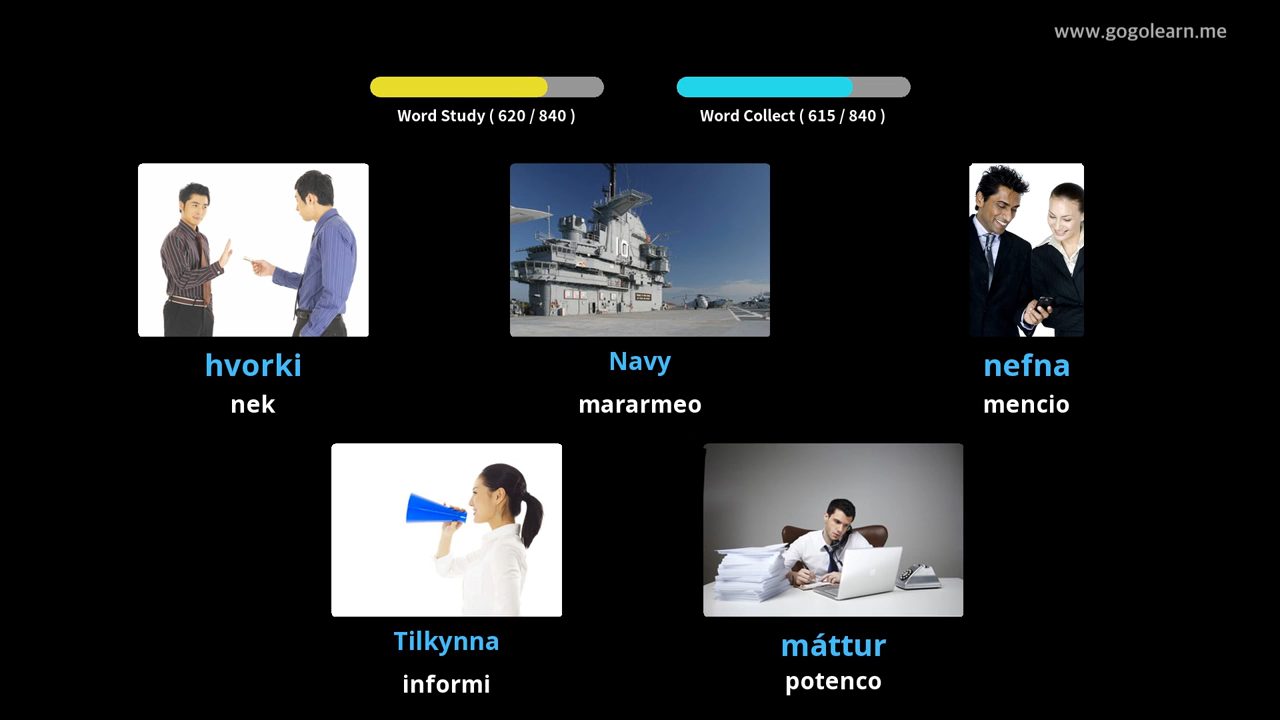 www.gogolearn.me
Word Study ( 620 / 840 )
Word Collect ( 615 / 840 )
10
hvorki
Navy
nefna
nek
mararmeo
mencio
Tilkynna
máttur
informi
potenco